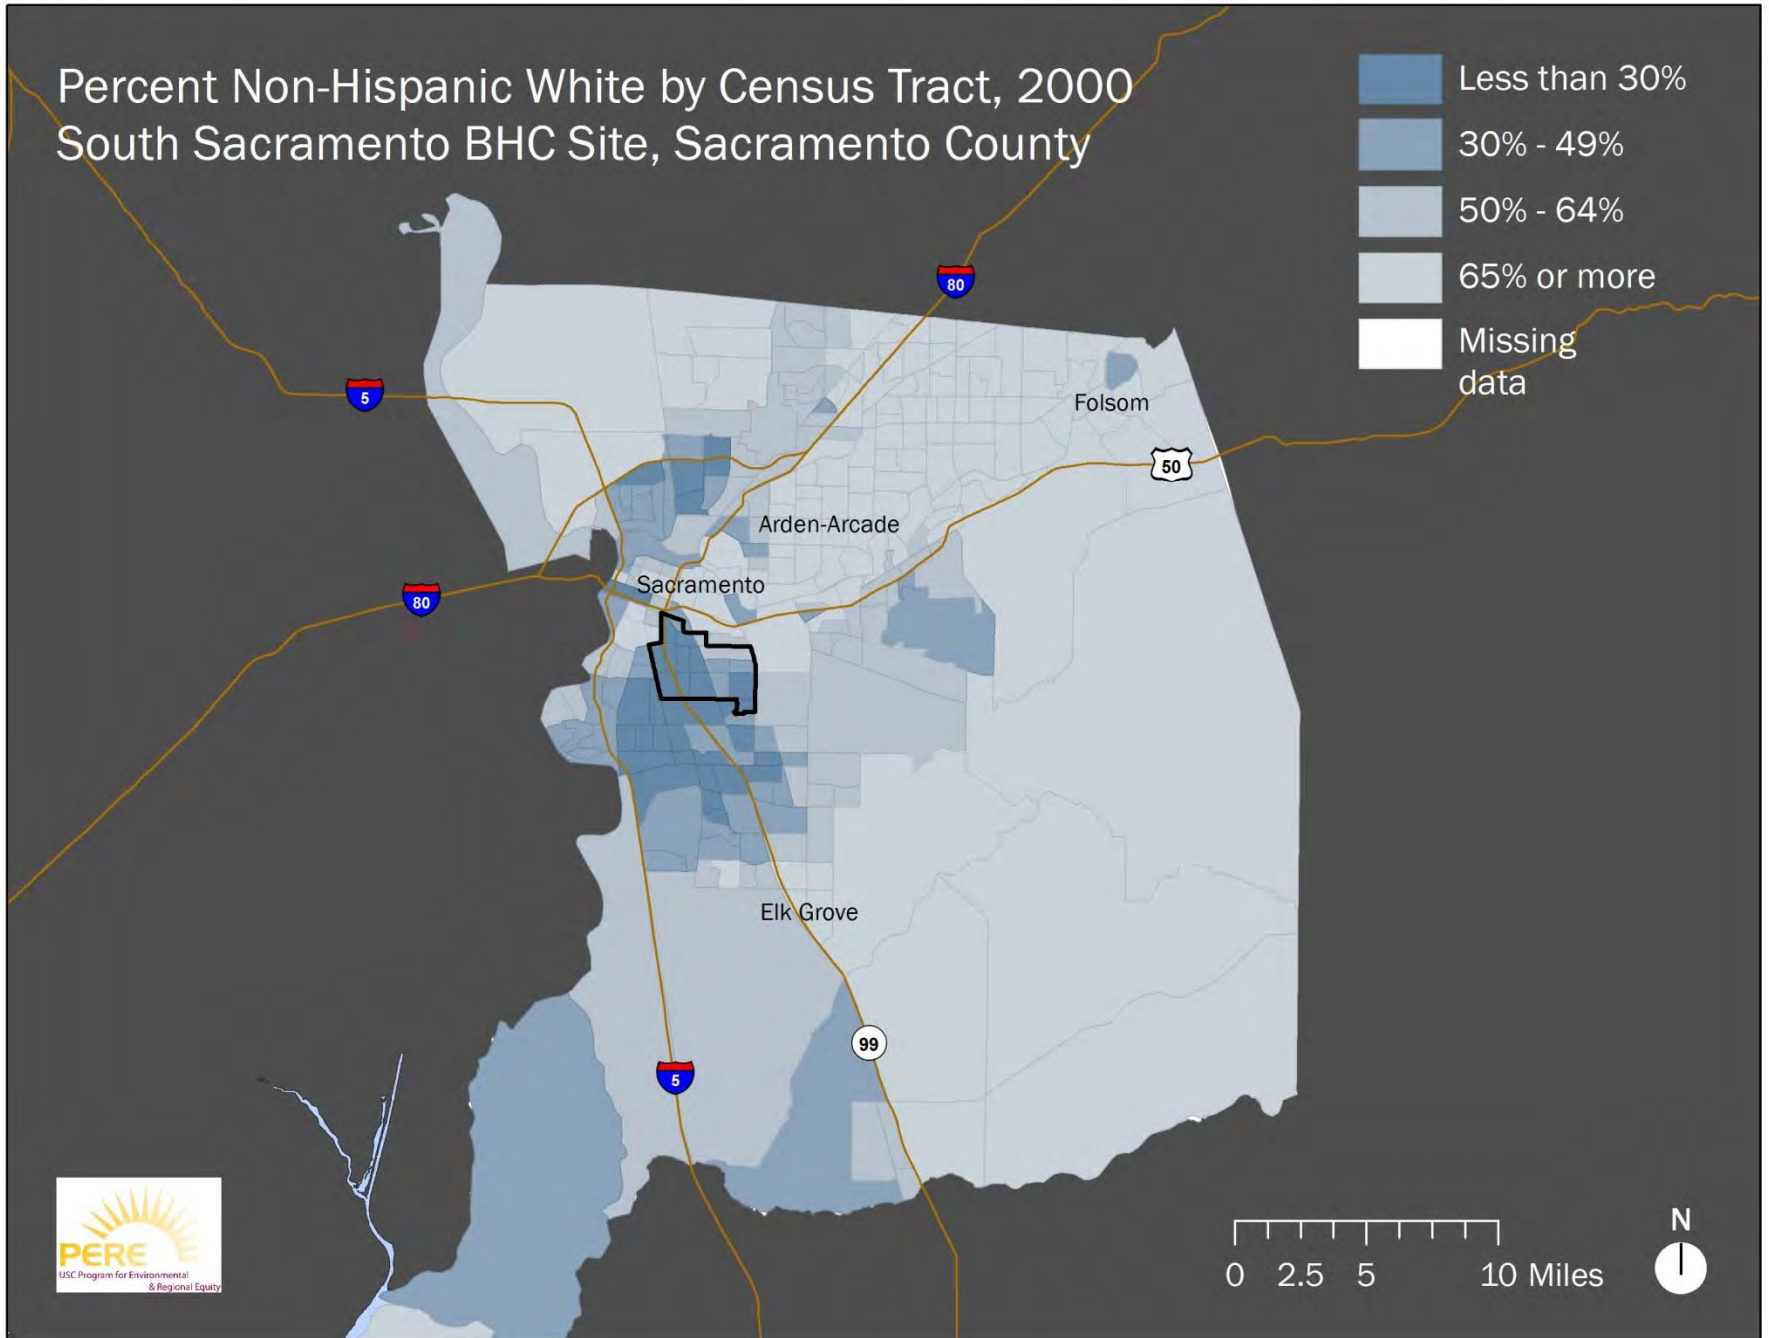 Percent Non-Hispanic White by Census Tract, 2000
South Sacramento BHC Site, Sacramento County
Less than 30%
30% - 49%
50% - 64%
65% or more
Missing
data
80
5
Folsom
50
Arden-Arcade
Sacramento
80
Elk Grove
99
5
PERE
USC Program for Environmental
& Regional Equity
N
0 2.5 5 10 Miles